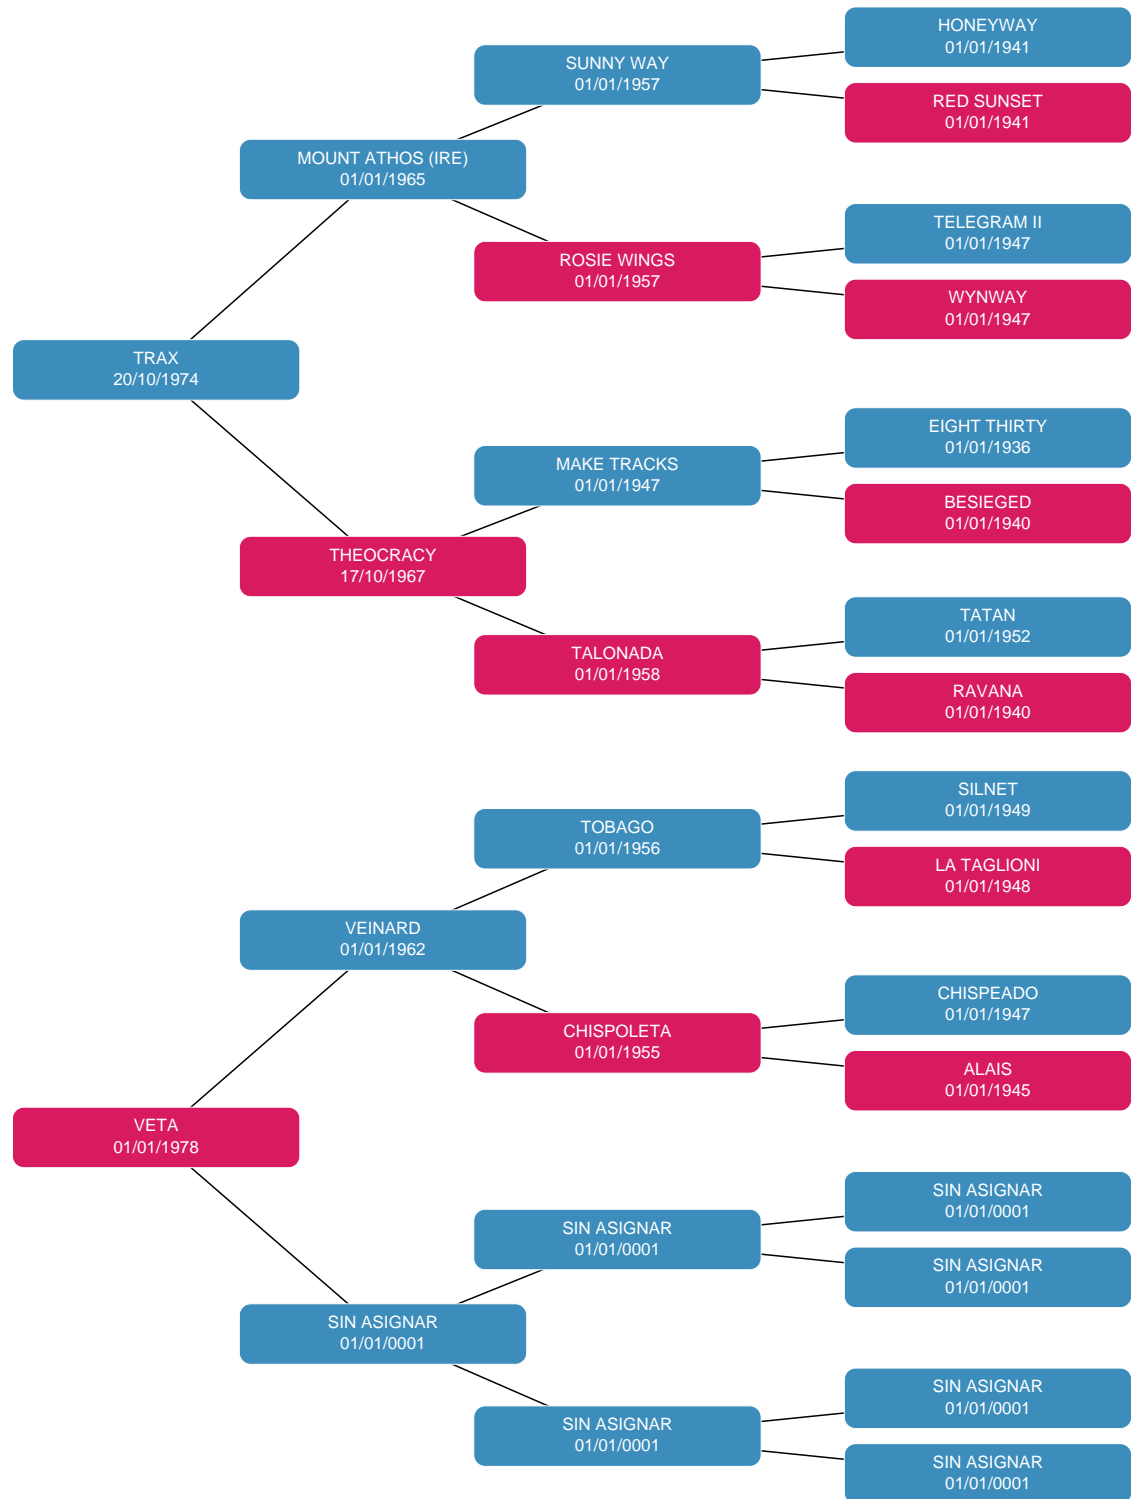 HONEYWAY
01/01/1941
SUNNY WAY
01/01/1957
RED SUNSET
01/01/1941
MOUNT ATHOS (IRE)
01/01/1965
TELEGRAM II
01/01/1947
ROSIE WINGS
01/01/1957
WYNWAY
01/01/1947
TRAX
20/10/1974
EIGHT THIRTY
01/01/1936
MAKE TRACKS
01/01/1947
BESIEGED
01/01/1940
THEOCRACY
17/10/1967
TATAN
01/01/1952
TALONADA
01/01/1958
RAVANA
01/01/1940
SILNET
01/01/1949
TOBAGO
01/01/1956
LA TAGLIONI
01/01/1948
VEINARD
01/01/1962
CHISPEADO
01/01/1947
CHISPOLETA
01/01/1955
ALAIS
01/01/1945
VETA
01/01/1978
SIN ASIGNAR
01/01/0001
SIN ASIGNAR
01/01/0001
SIN ASIGNAR
01/01/0001
SIN ASIGNAR
01/01/0001
SIN ASIGNAR
01/01/0001
SIN ASIGNAR
01/01/0001
SIN ASIGNAR
01/01/0001